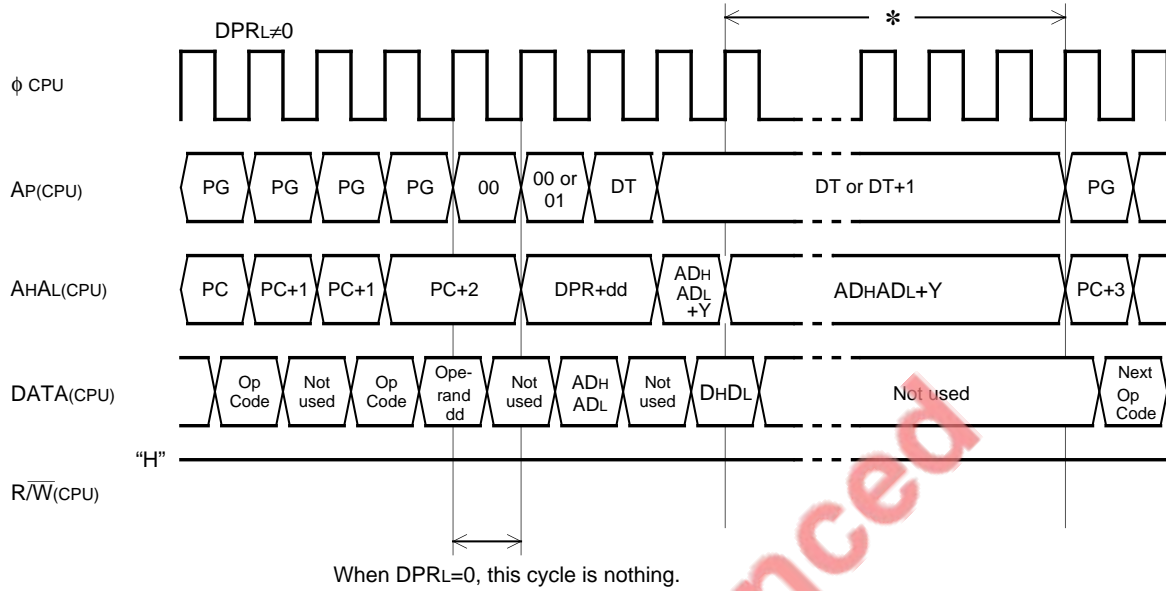 DPRL≠0
*
φ CPU
AP(CPU)
PG
PG
PG
PG
00
00 or
01
DT
DT or DT+1
PG
AHAL(CPU)
PC
PC+1
PC+1
PC+2
DPR+dd
ADH
ADL
+Y
ADHADL+Y
PC+3
DATA(CPU)
Op
Code
Not
used
Op
Code
Ope-
rand
dd
Not
used
ADH
ADL
Not
used
DHDL
Not used
Next
Op
Code
“H”
R/W̅(CPU)
When DPRL=0, this cycle is nothing.
nced